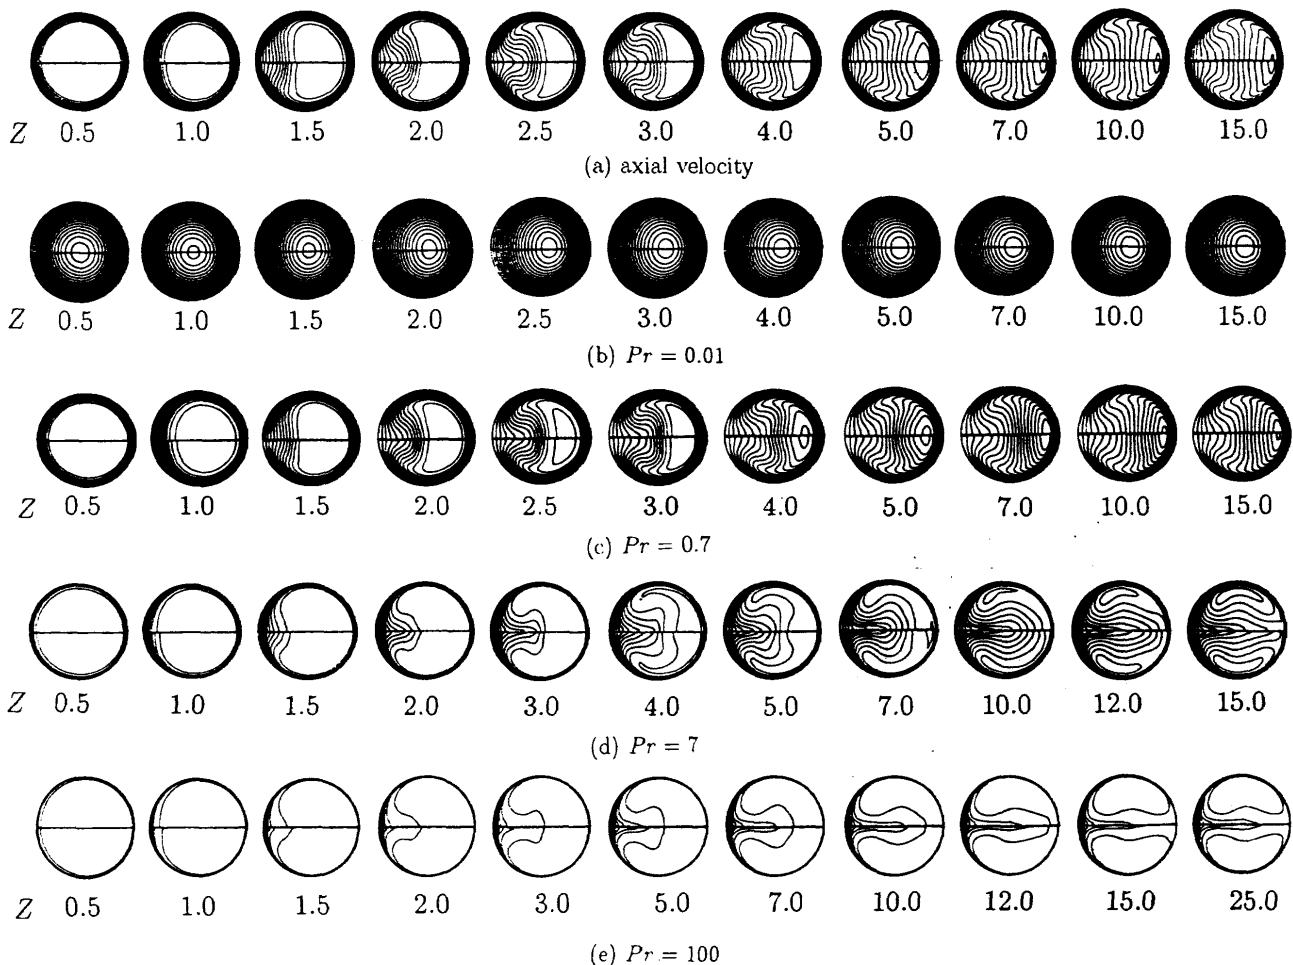 Z 0.5 1.0 1.5 2.0 2.5 3.0 4.0 5.0 7.0 10.0 15.0
(a) axial velocity
Z 0.5 1.0 1.5 2.0 2.5 3.0 4.0 5.0 7.0 10.0 15.0
(b) Pr = 0.01
Z 0.5 1.0 1.5 2.0 2.5 3.0 4.0 5.0 7.0 10.0 15.0
(c) Pr = 0.7
Z 0.5 1.0 1.5 2.0 3.0 4.0 5.0 7.0 10.0 12.0 15.0
(d) Pr = 7
Z 0.5 1.0 1.5 2.0 3.0 5.0 7.0 10.0 12.0 15.0 25.0
(e) Pr = 100